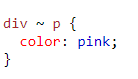 div ~ p {
  color: pink;
}